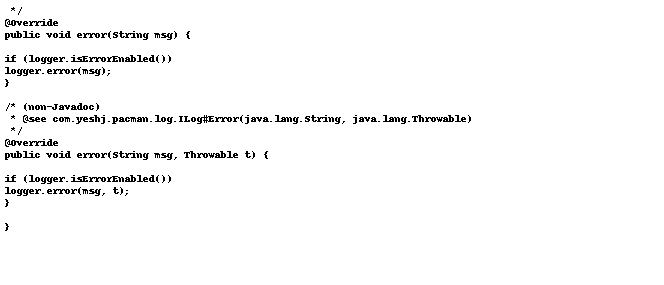 */
@Override
public void error(String msg) {
if (logger.isErrorEnabled())
logger.error(msg);
}
/* (non-Javadoc)
* @see com.yeshj.pacman.log.ILog#Error(java.lang.String, java.lang.Throwable)
*/
@Override
public void error(String msg, Throwable t) {
if (logger.isErrorEnabled())
logger.error(msg, t);
}
}